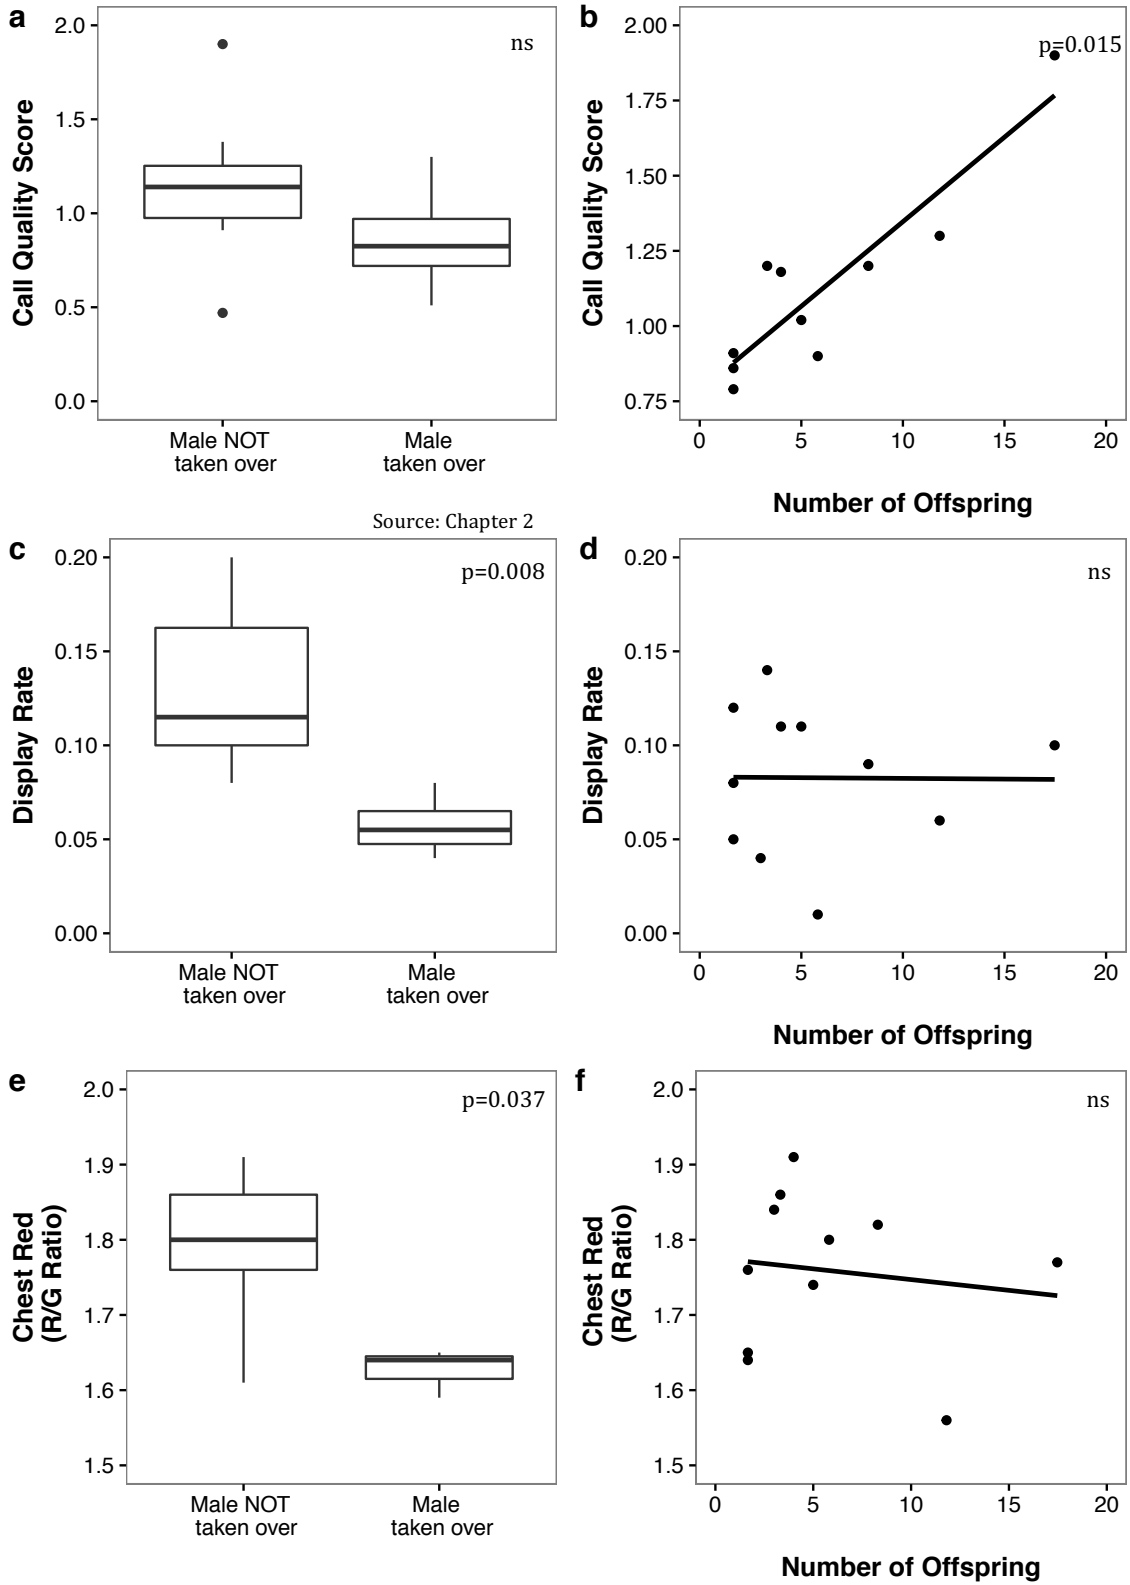 a
2.0
1.5
1.0
0.5
0.0
Call Quality Score
ns
Male NOT
taken over
Male
taken over
b
2.00
1.75
1.50
1.25
1.00
0.75
Call Quality Score
p=0.015
0 5 10 15 20
Number of Offspring
Source: Chapter 2
c
0.20
0.15
0.10
0.05
0.00
Display Rate
p=0.008
Male NOT
taken over
Male
taken over
d
0.20
0.15
0.10
0.05
0.00
Display Rate
ns
0 5 10 15 20
Number of Offspring
e
2.0
1.9
1.8
1.7
1.6
1.5
Chest Red
(R/G Ratio)
p=0.037
Male NOT
taken over
Male
taken over
f
2.0
1.9
1.8
1.7
1.6
1.5
Chest Red
(R/G Ratio)
ns
0 5 10 15 20
Number of Offspring